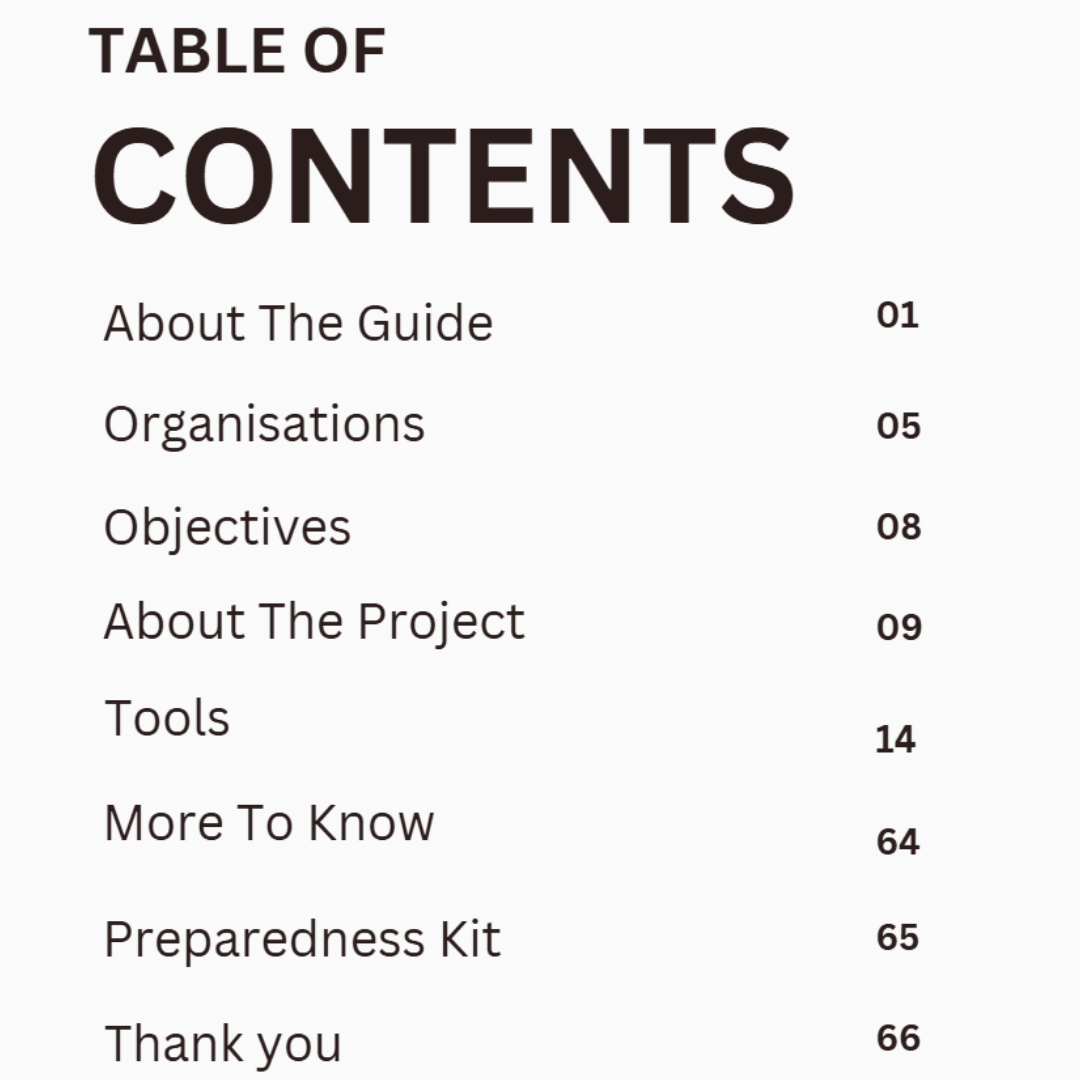 TABLE OF
CONTENTS
About The Guide 01
Organisations 05
Objectives 08
About The Project 09
Tools 14
More To Know 64
Preparedness Kit 65
Thank you 66